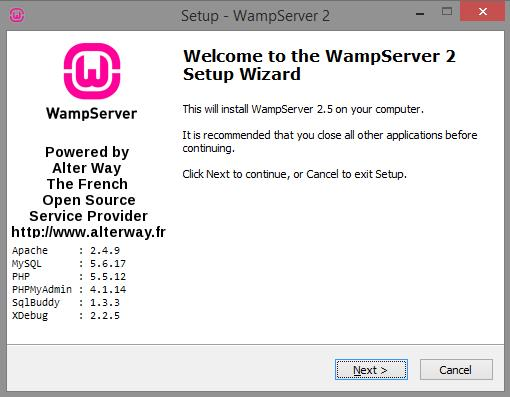 Setup - WampServer 2
WampServer
Powered by
Alter Way
The French
Open Source
Service Provider
http://www.alterway.fr
Apache : 2.4.9
MySQL : 5.6.17
PHP : 5.5.12
PHPMyAdmin : 4.1.14
SqlBuddy : 1.3.3
XDebug : 2.2.5
Welcome to the WampServer 2
Setup Wizard
This will install WampServer 2.5 on your computer.
It is recommended that you close all other applications before
continuing.
Click Next to continue, or Cancel to exit Setup.
Next >
Cancel